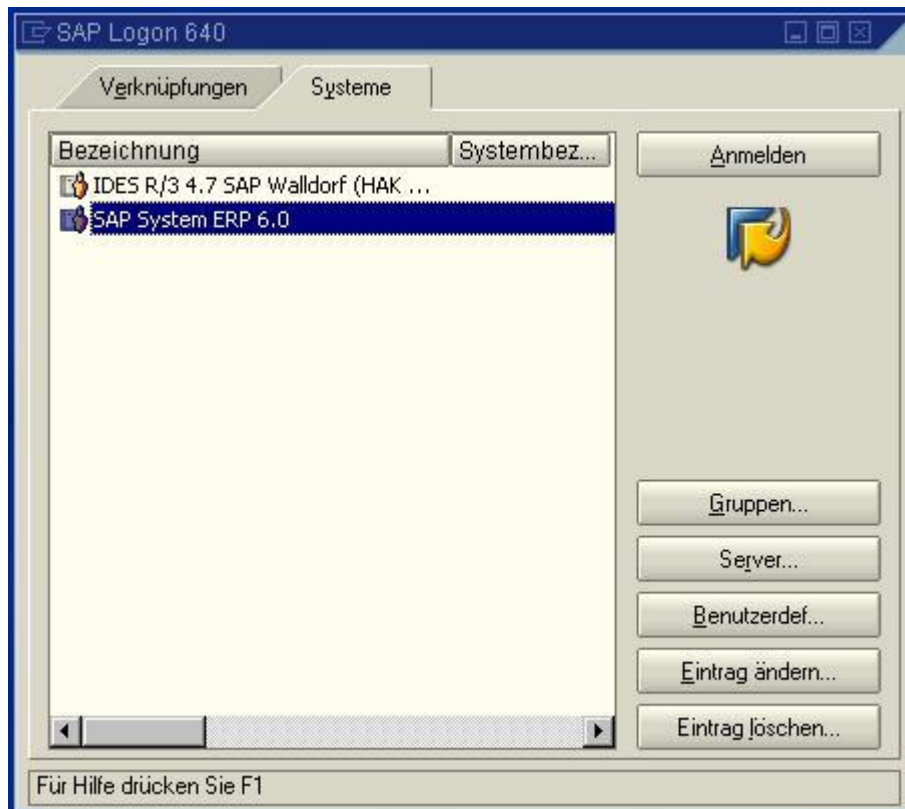 SAP Logon 640
Verknüpfungen Systeme
Bezeichnung Systembez...
Anmelden
IDES R/3 4.7 SAP Walldorf (HAK ...
SAP System ERP 6.0
Gruppen...
Server...
Benutzerdef...
Eintrag ändern...
Eintrag löschen...
Für Hilfe drücken Sie F1